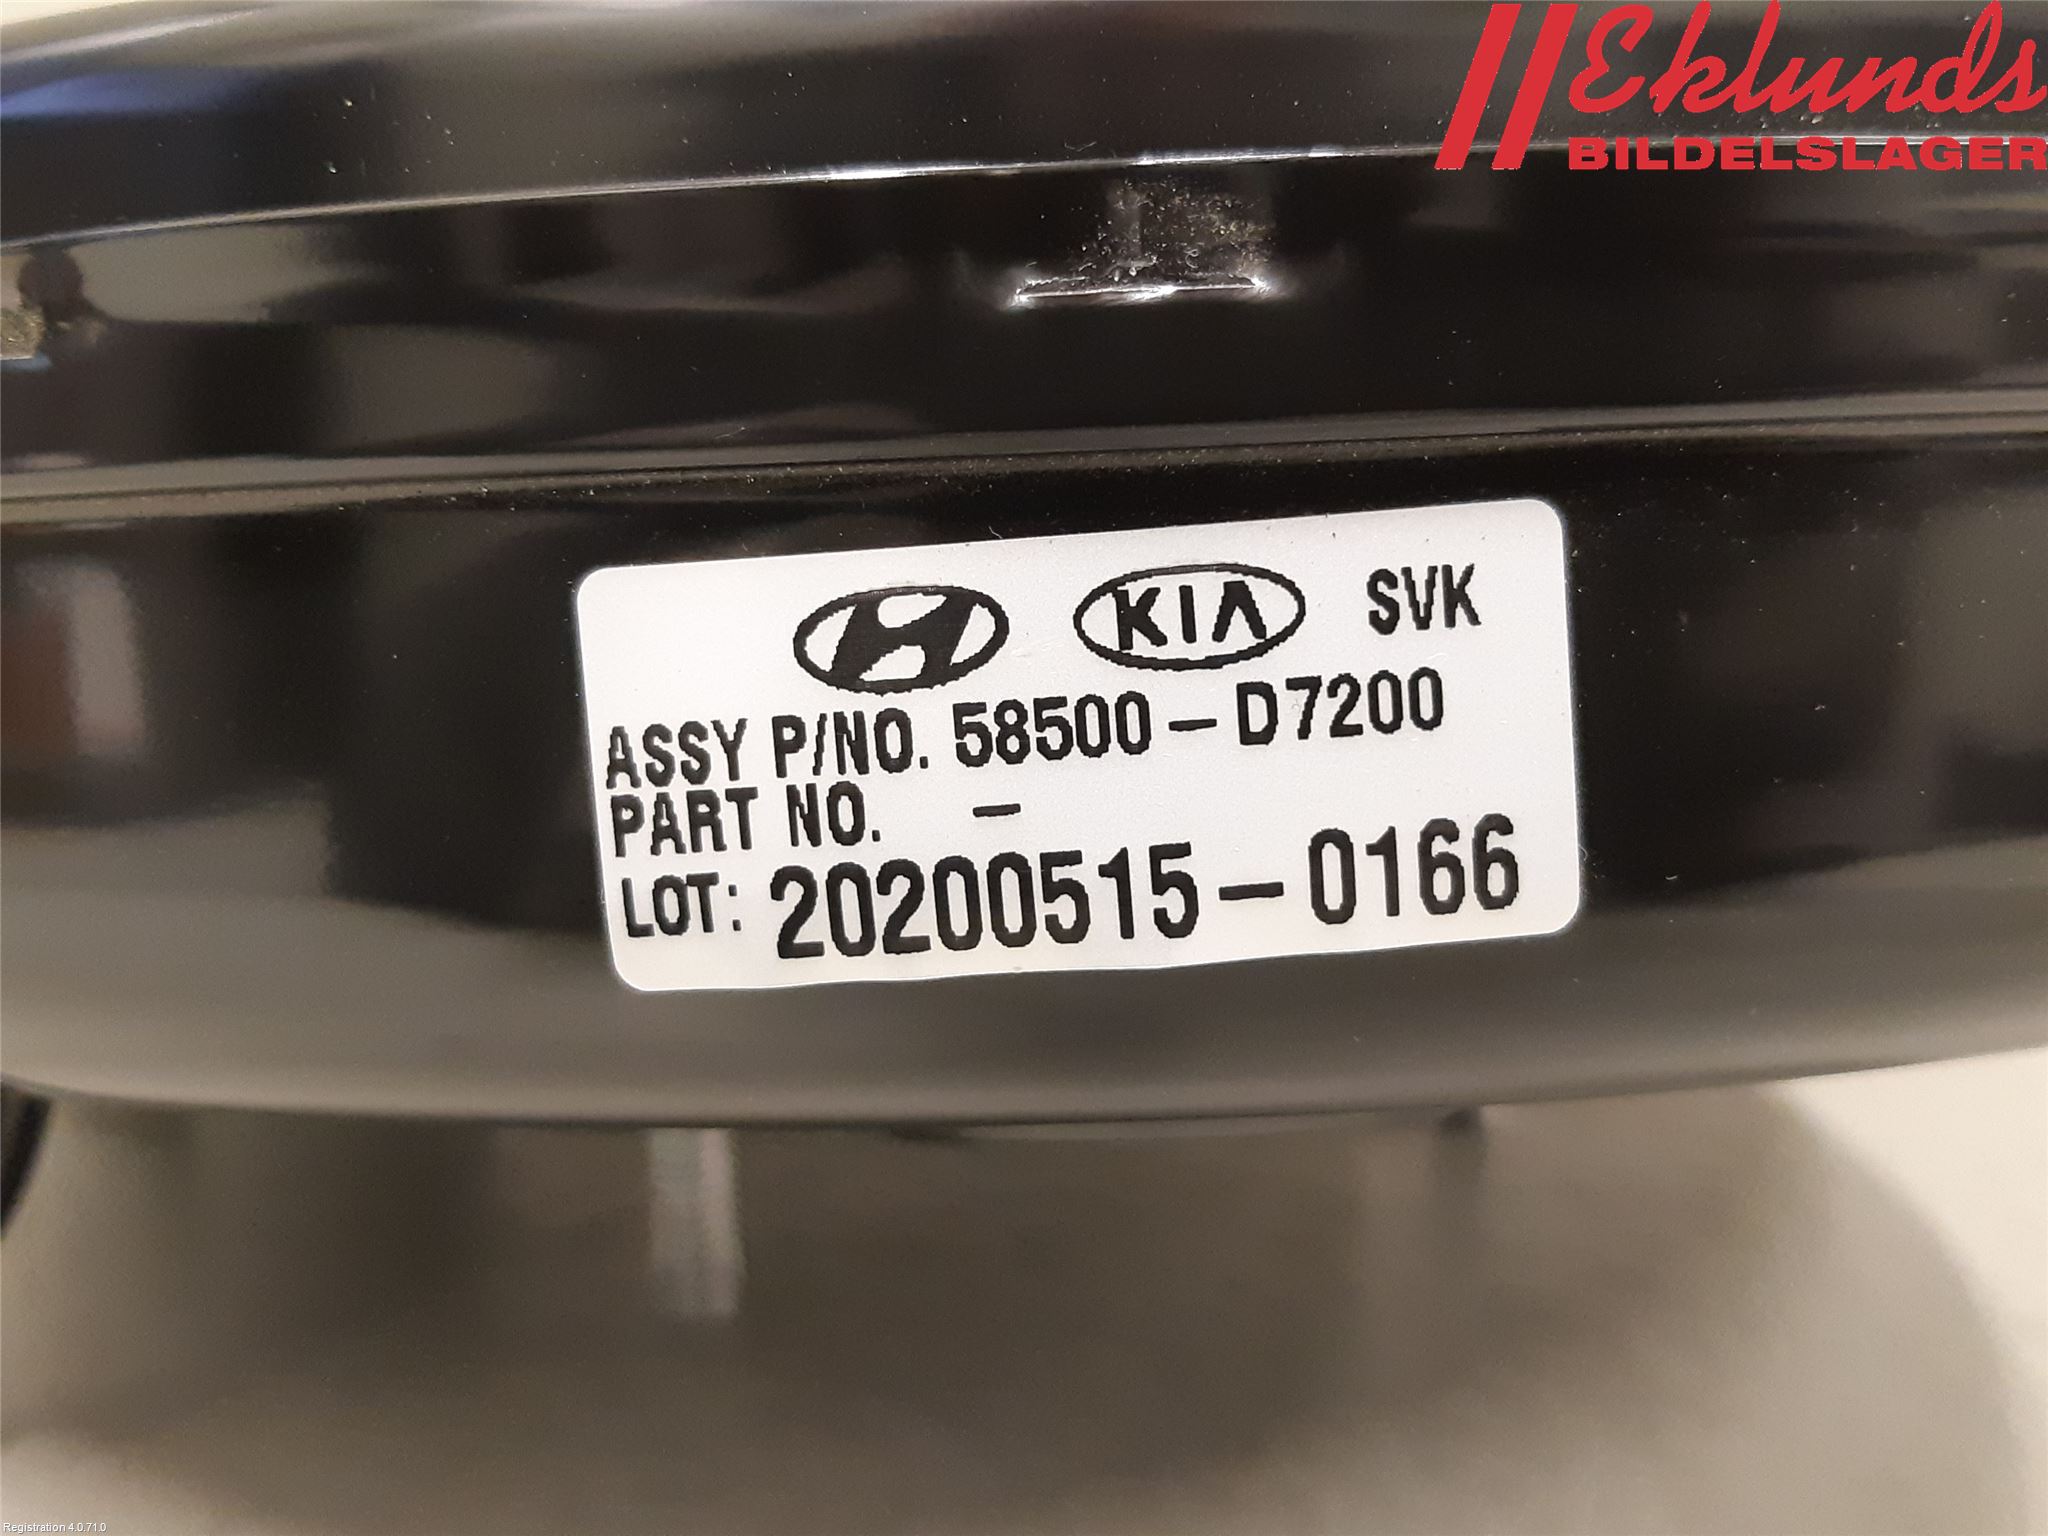 Eklunds
BILDELSLAGER
KIA SVK
ASSY P/NO. 58500-D7200
PART NO. -
LOT: 20200515-0166
Registration 4.0.71.0